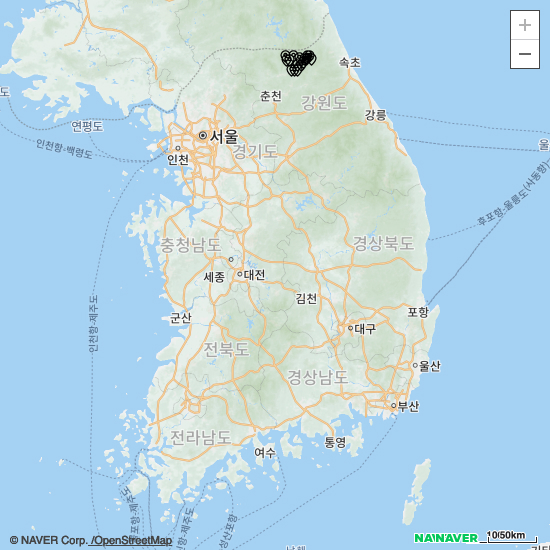 +
−
속초
춘천
강원도
강릉
연평도
서울
인천항-백령도
인천
경기도
울
후포항-울릉도(사동항)
충청남도
경상북도
세종
대전
인천항-제주도
김천
군산
포항
대구
전북도
울산
경상남도
부산
전라남도
통영
여수
© NAVER Corp. /OpenStreetMap
NAVER
10/50km